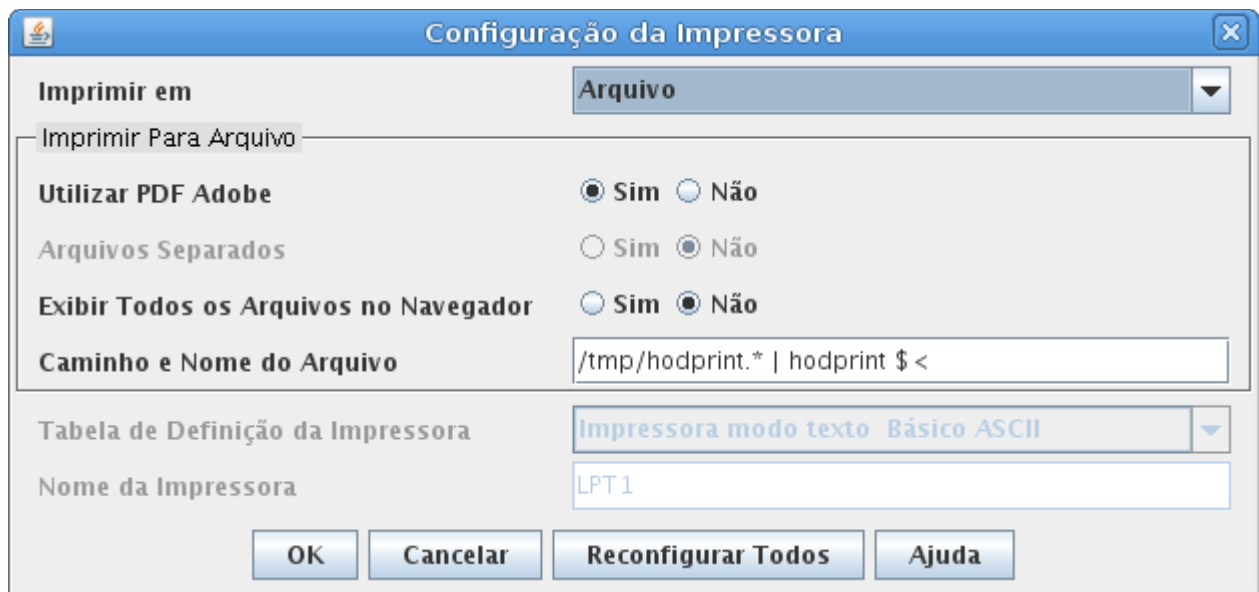 Configuração da Impressora
Imprimir em Arquivo
Imprimir Para Arquivo
Utilizar PDF Adobe Sim Não
Arquivos Separados Sim Não
Exibir Todos os Arquivos no Navegador Sim Não
Caminho e Nome do Arquivo /tmp/hodprint.* | hodprint $ <
Tabela de Definição da Impressora Impressora modo texto Básico ASCII
Nome da Impressora LPT1
OK Cancelar Reconfigurar Todos Ajuda